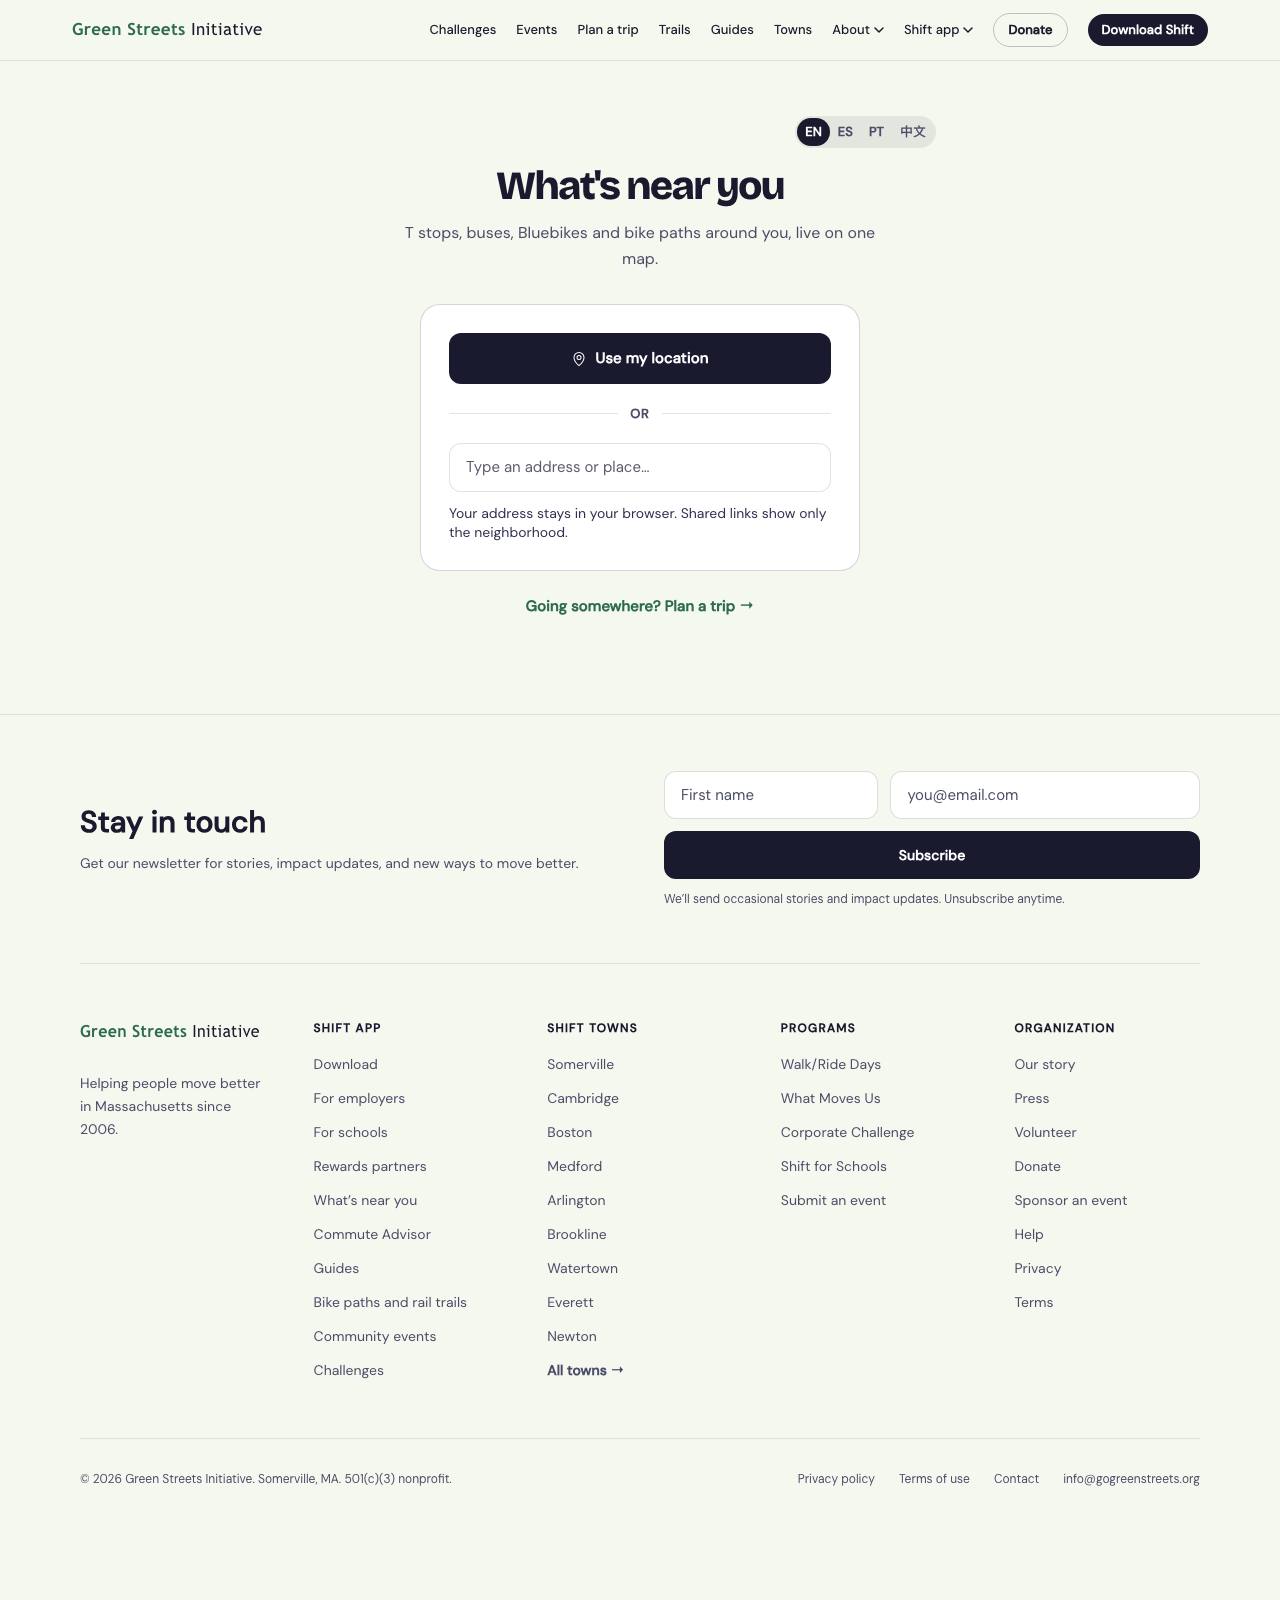 Green Streets Initiative
Challenges Events Plan a trip Trails Guides Towns About Shift app Donate Download Shift
EN ES PT 中文
What's near you
T stops, buses, Bluebikes and bike paths around you, live on one
map.
Use my location
OR
Type an address or place…
Your address stays in your browser. Shared links show only
the neighborhood.
Going somewhere? Plan a trip →
Stay in touch
Get our newsletter for stories, impact updates, and new ways to move better.
First name
you@email.com
Subscribe
We’ll send occasional stories and impact updates. Unsubscribe anytime.
Green Streets Initiative
Helping people move better
in Massachusetts since
2006.
SHIFT APP
Download
For employers
For schools
Rewards partners
What’s near you
Commute Advisor
Guides
Bike paths and rail trails
Community events
Challenges
SHIFT TOWNS
Somerville
Cambridge
Boston
Medford
Arlington
Brookline
Watertown
Everett
Newton
All towns →
PROGRAMS
Walk/Ride Days
What Moves Us
Corporate Challenge
Shift for Schools
Submit an event
ORGANIZATION
Our story
Press
Volunteer
Donate
Sponsor an event
Help
Privacy
Terms
© 2026 Green Streets Initiative. Somerville, MA. 501(c)(3) nonprofit.
Privacy policy Terms of use Contact info@gogreenstreets.org